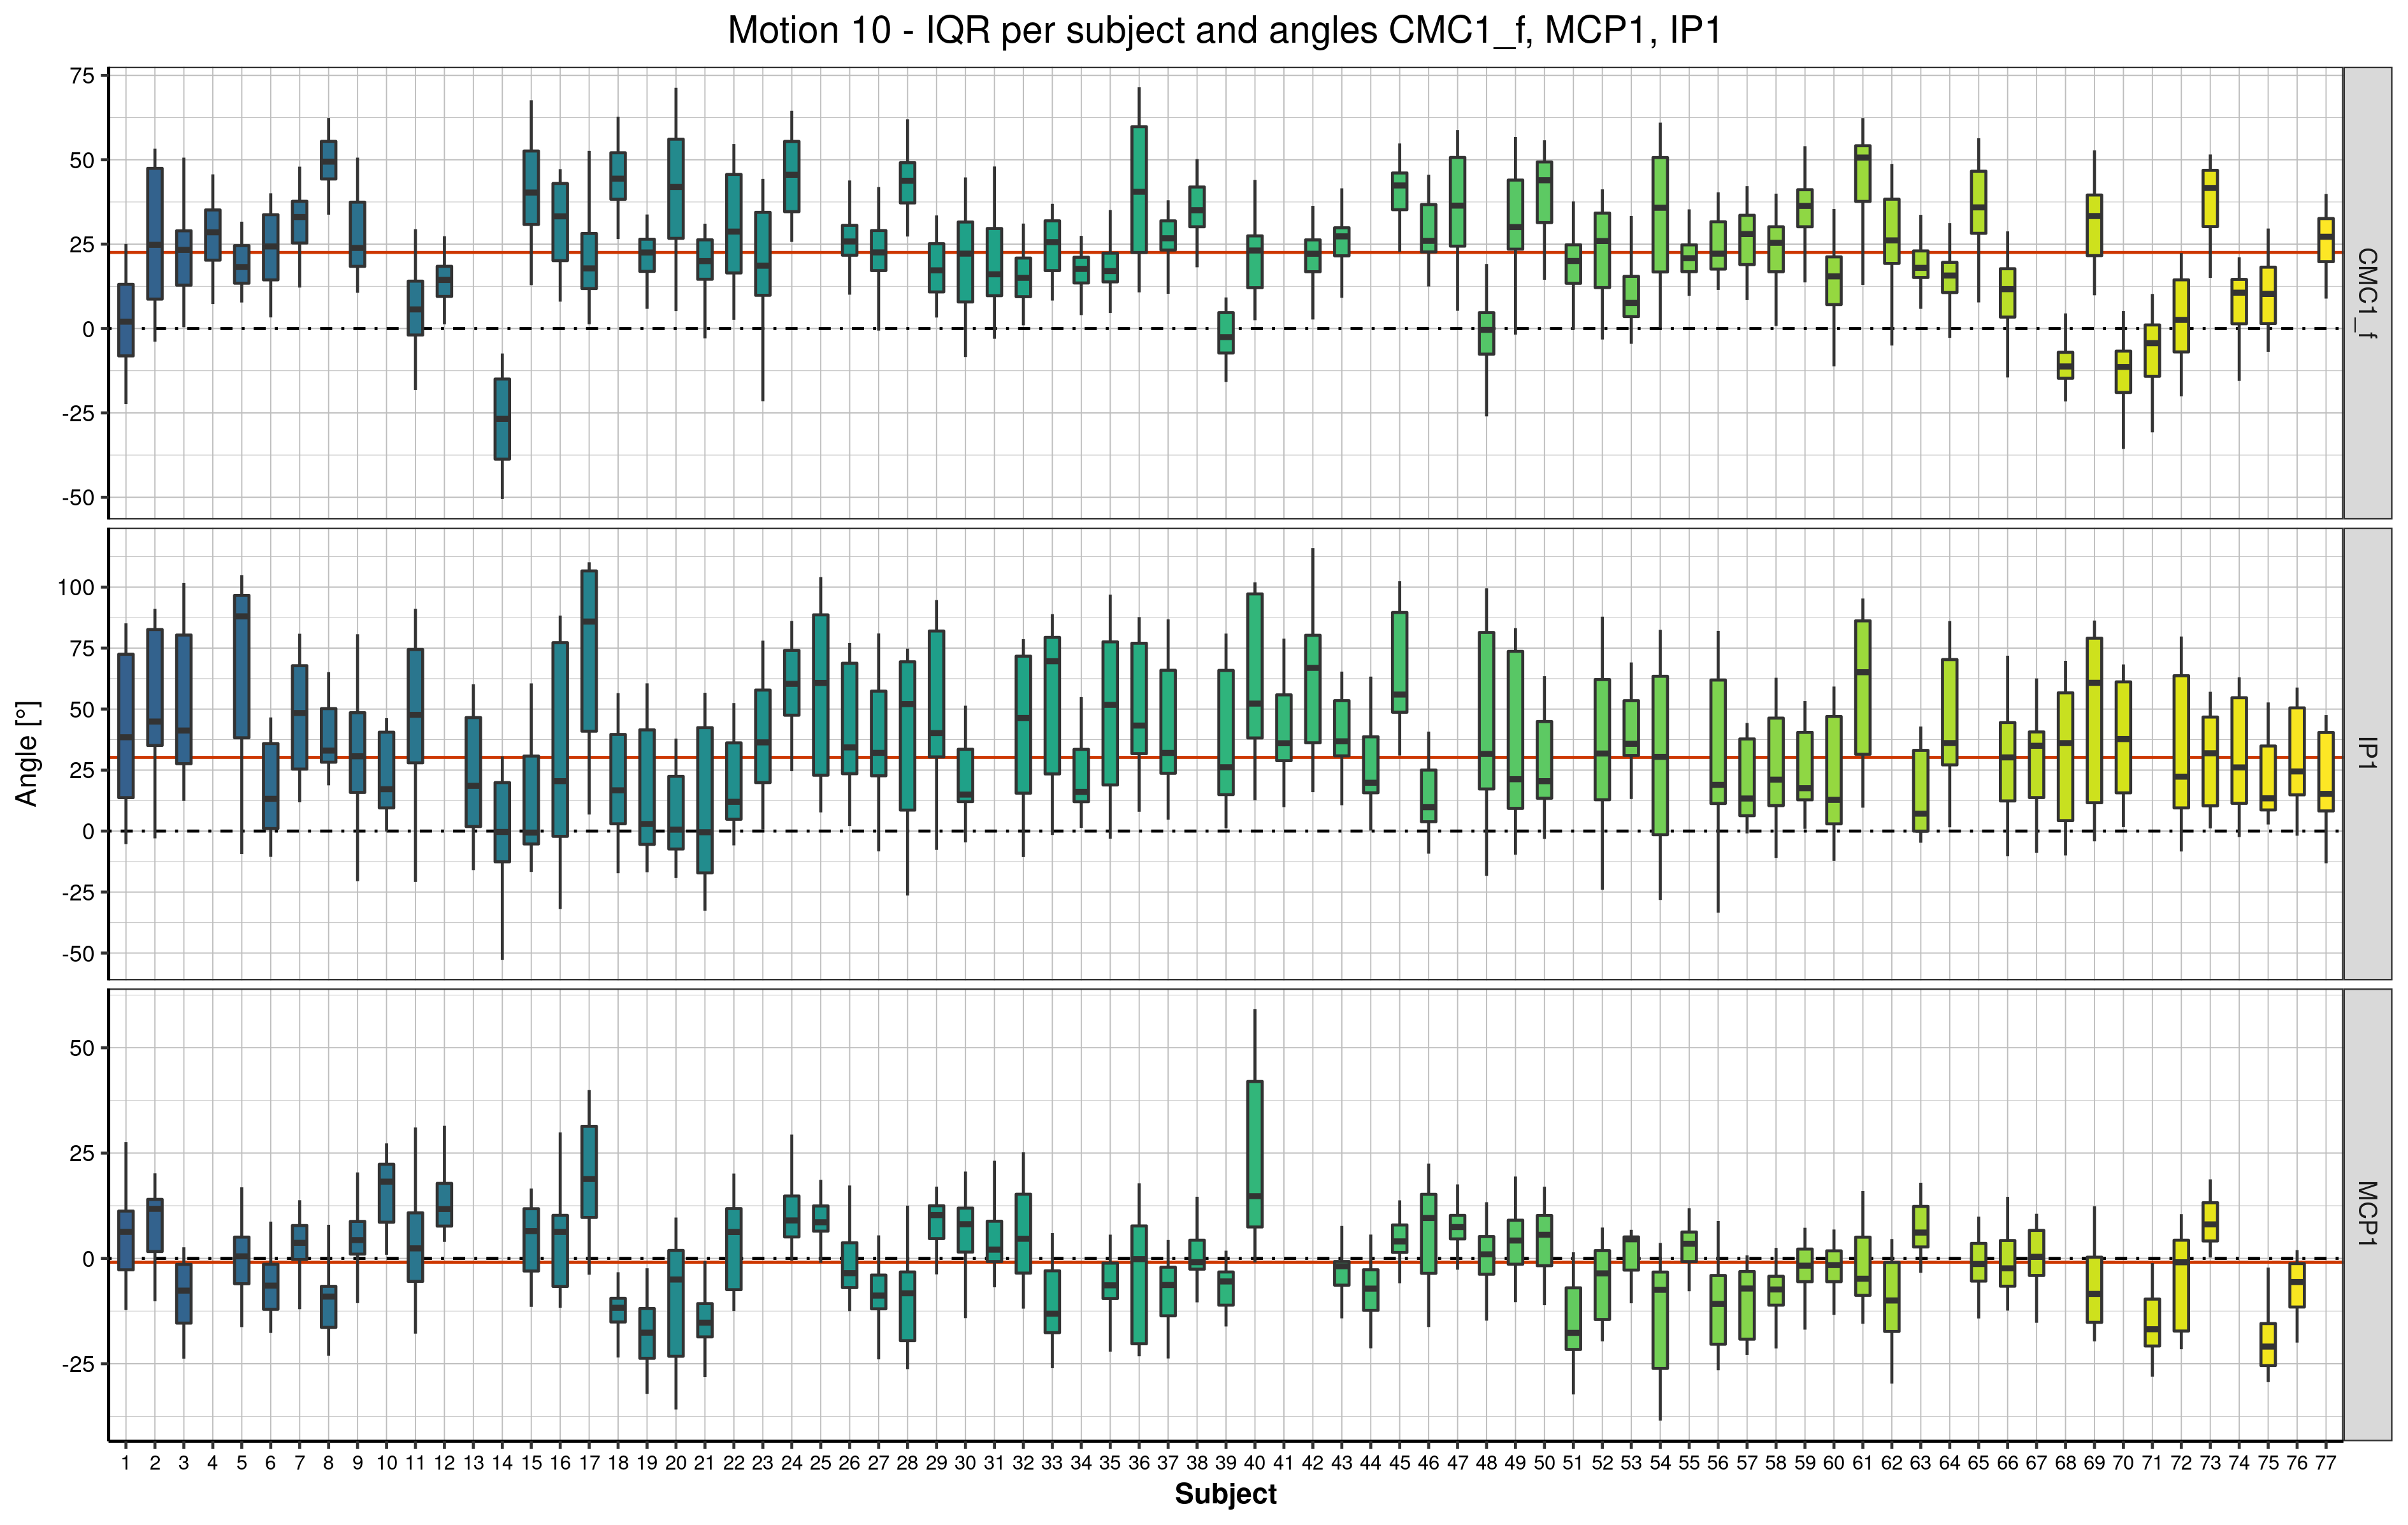 Motion 10 - IQR per subject and angles CMC1_f, MCP1, IP1
75
50
25
0
-25
-50
CMC1_f
100
75
50
25
0
-25
-50
IP1
Angle [°]
50
25
0
-25
MCP1
1 2 3 4 5 6 7 8 9 10 11 12 13 14 15 16 17 18 19 20 21 22 23 24 25 26 27 28 29 30 31 32 33 34 35 36 37 38 39 40 41 42 43 44 45 46 47 48 49 50 51 52 53 54 55 56 57 58 59 60 61 62 63 64 65 66 67 68 69 70 71 72 73 74 75 76 77
Subject